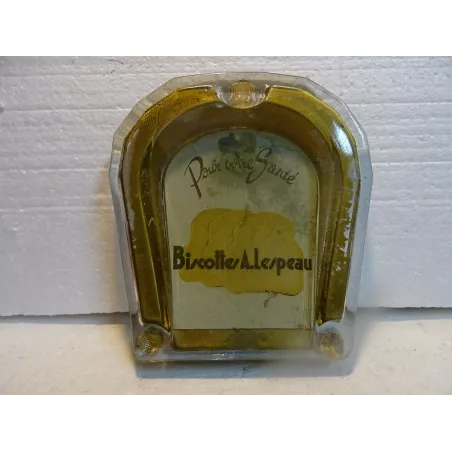 Pour votre Santé
Biscottes A. Lespeau